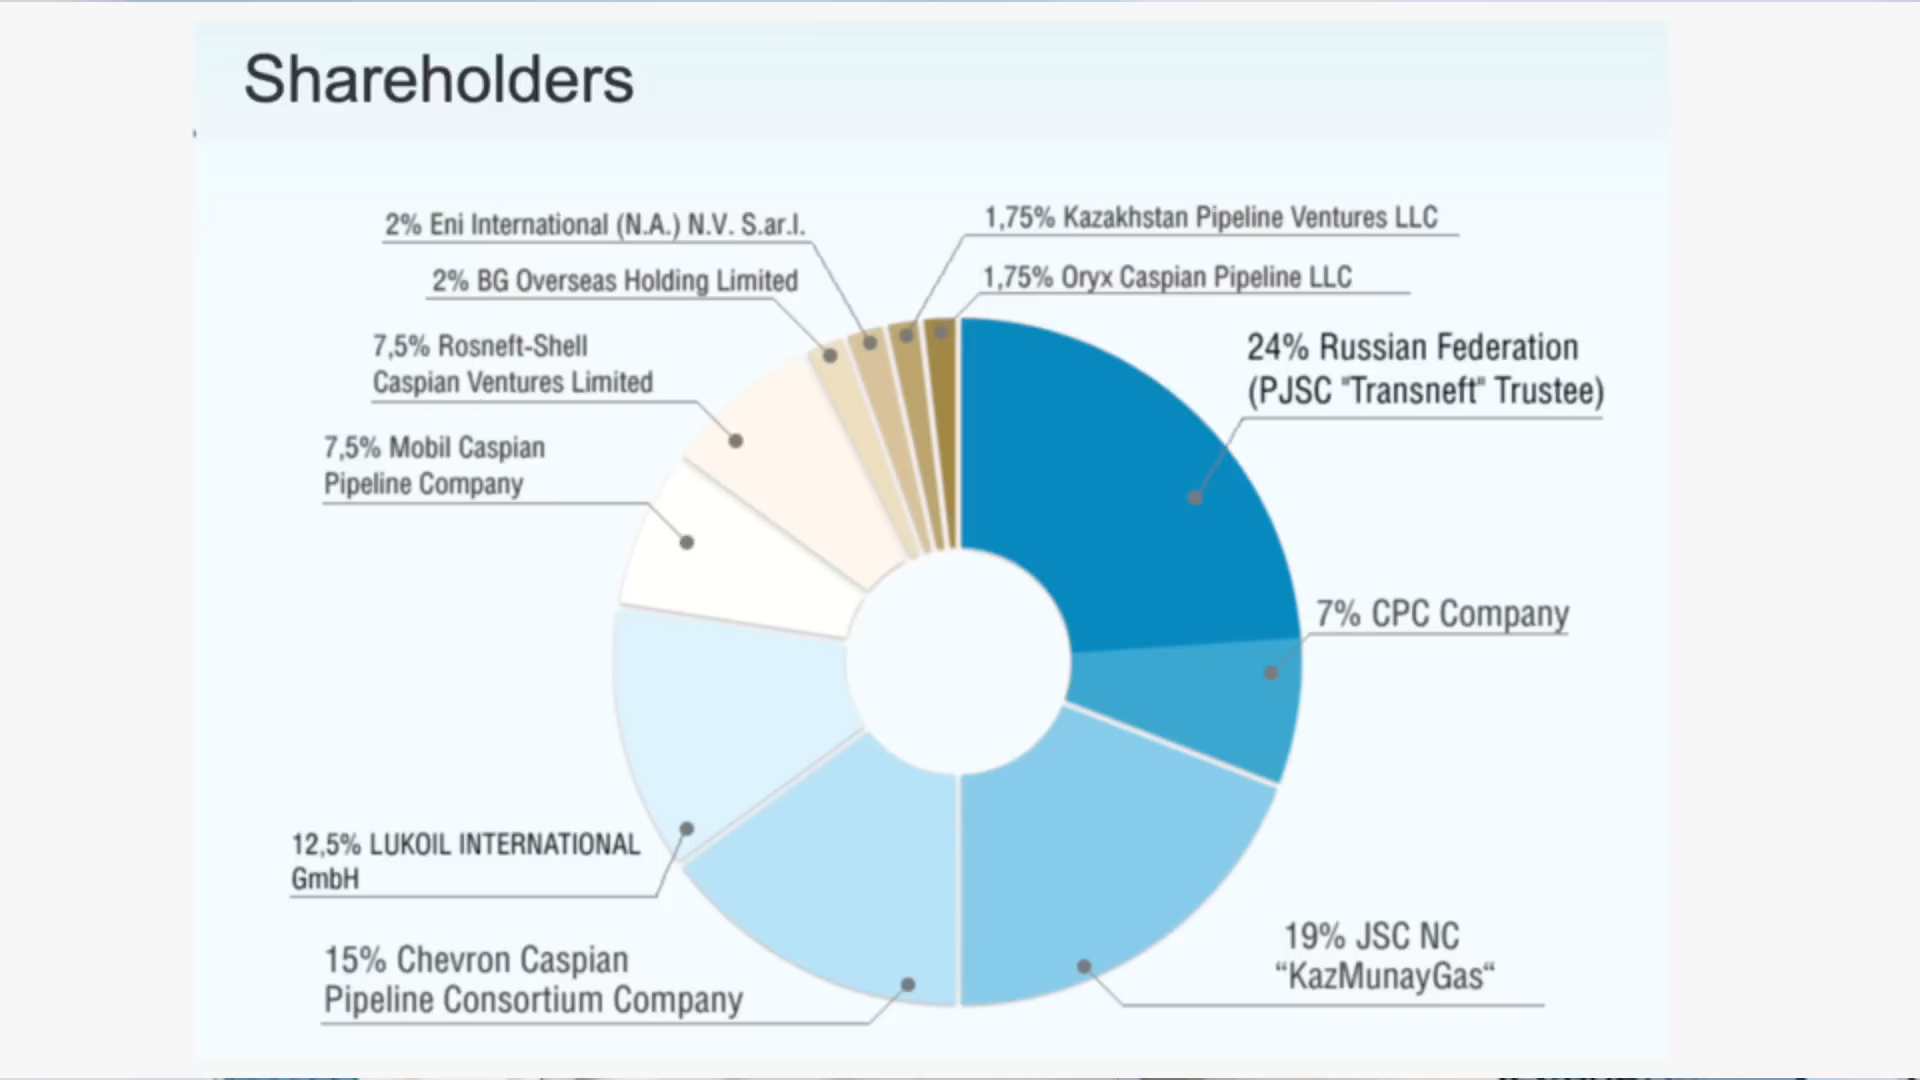 Shareholders
2% Eni International (N.A.) N.V. S.ar.l.
1,75% Kazakhstan Pipeline Ventures LLC
2% BG Overseas Holding Limited
1,75% Oryx Caspian Pipeline LLC
7,5% Rosneft-Shell
Caspian Ventures Limited
24% Russian Federation
(PJSC "Transneft" Trustee)
7,5% Mobil Caspian
Pipeline Company
7% CPC Company
12,5% LUKOIL INTERNATIONAL
GmbH
19% JSC NC
“KazMunayGas“
15% Chevron Caspian
Pipeline Consortium Company